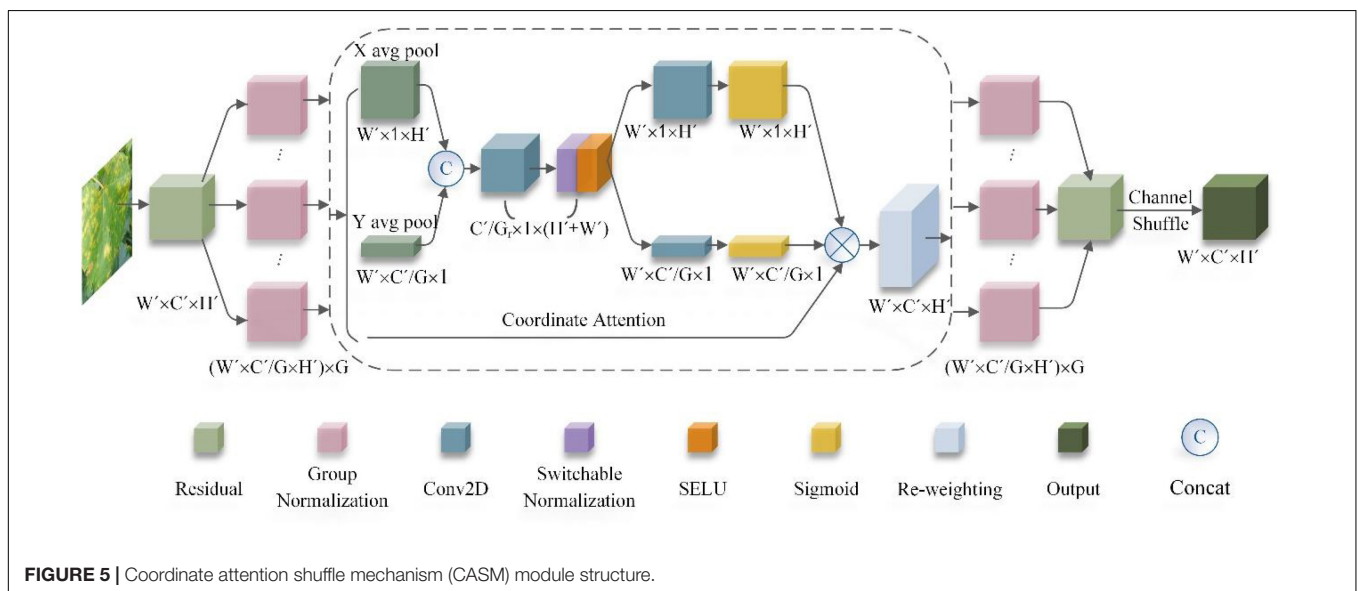 X avg pool
W´×1×H´
Y avg pool
W´×C´/G×1
C
C´/Gr×1×(H´+W´)
W´×1×H´
W´×1×H´
W´×C´/G×1
W´×C´/G×1
W´×C´×H´
Coordinate Attention
W´×C´×H´
(W´×C´/G×H´)×G
(W´×C´/G×H´)×G
Channel
Shuffle
W´×C´×H´
Residual
Group
Normalization
Conv2D
Switchable
Normalization
SELU
Sigmoid
Re-weighting
Output
C
Concat
FIGURE 5 | Coordinate attention shuffle mechanism (CASM) module structure.